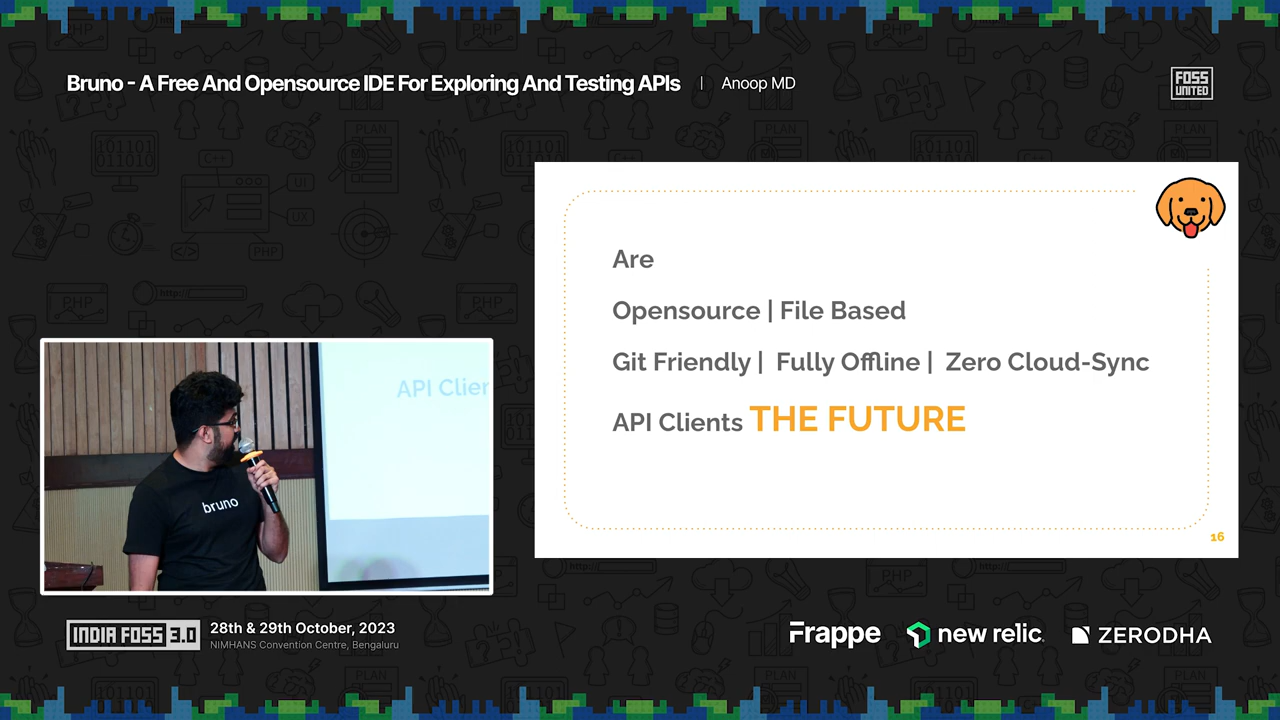 Bruno - A Free And Opensource IDE For Exploring And Testing APIs | Anoop MD
FOSS
UNITED
Are
Opensource | File Based
Git Friendly | Fully Offline | Zero Cloud-Sync
API Clients THE FUTURE
16
API Clien
bruno
INDIA FOSS 3.0
28th & 29th October, 2023
NIMHANS Convention Centre, Bengaluru
Frappe
new relic
ZERODHA